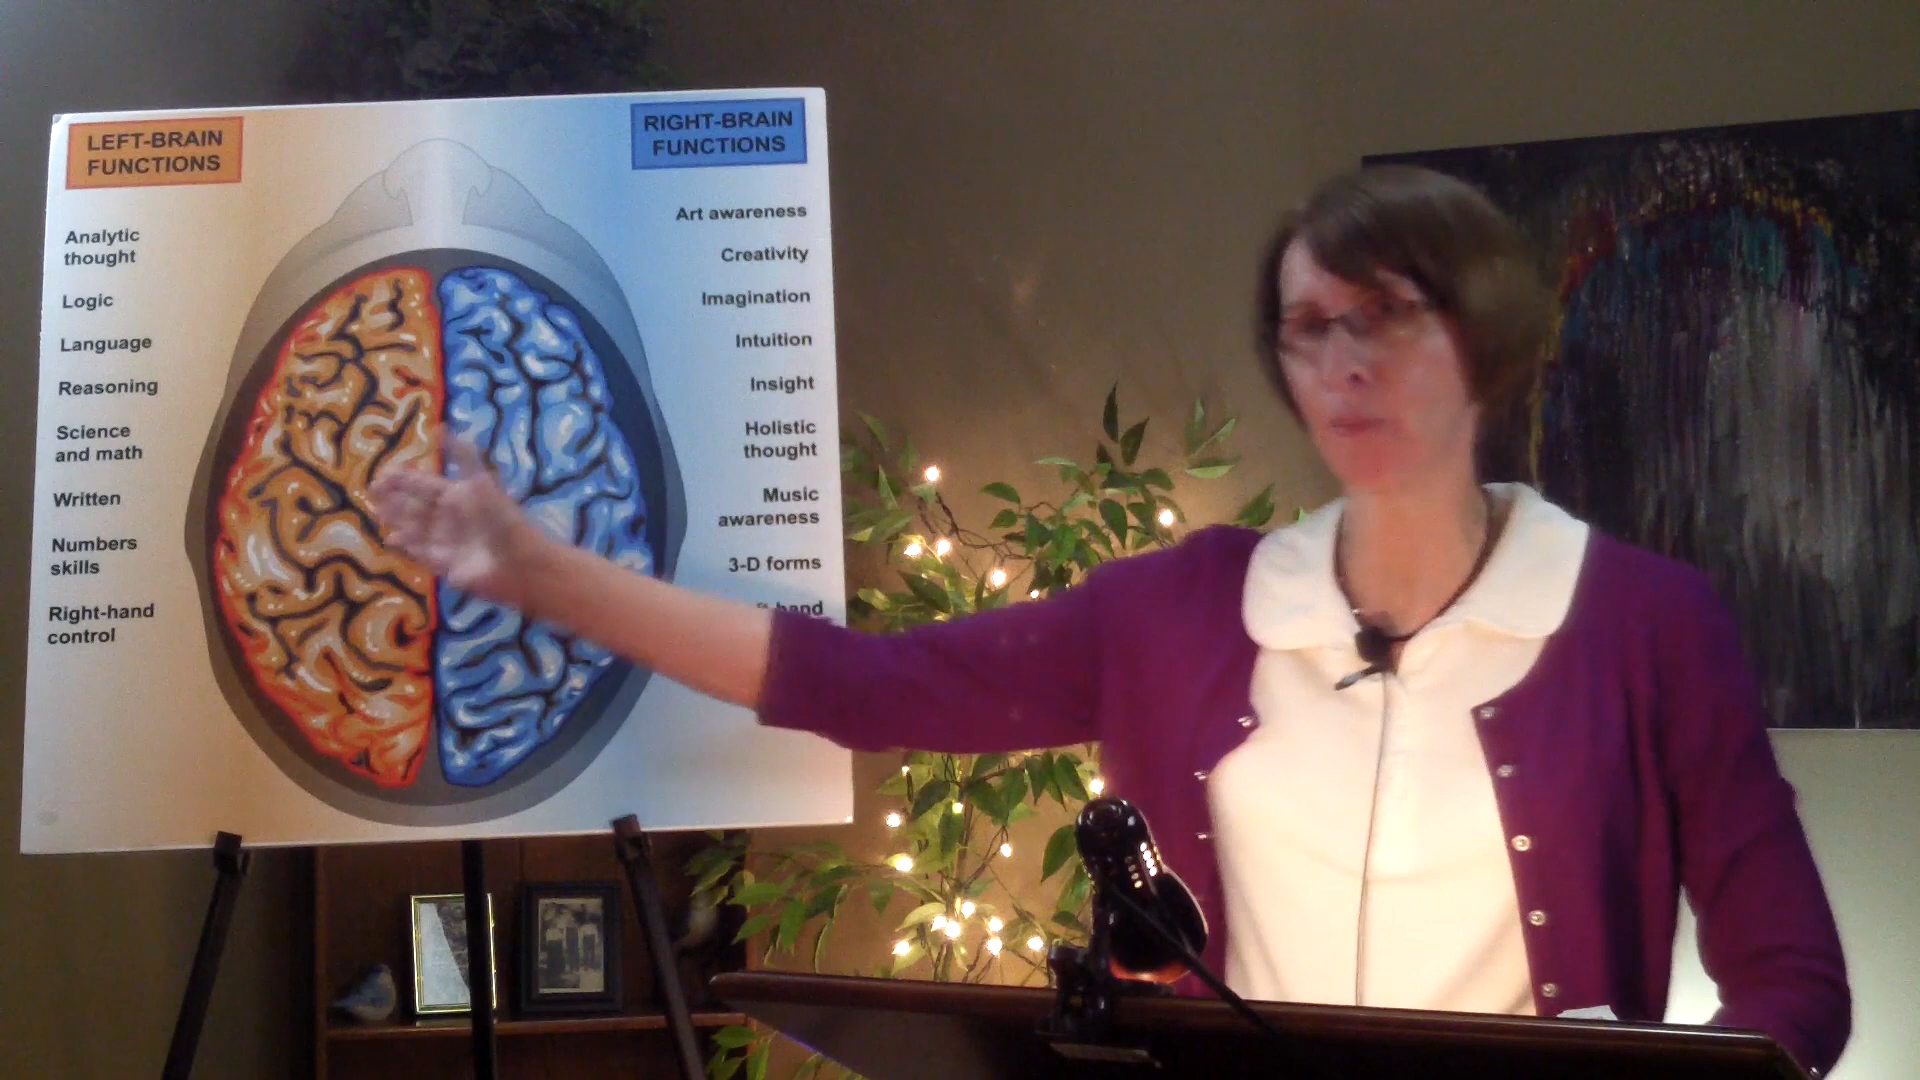 LEFT-BRAIN
FUNCTIONS
Analytic
thought
Logic
Language
Reasoning
Science
and math
Written
Numbers
skills
Right-hand
control
RIGHT-BRAIN
FUNCTIONS
Art awareness
Creativity
Imagination
Intuition
Insight
Holistic
thought
Music
awareness
3-D forms
hand